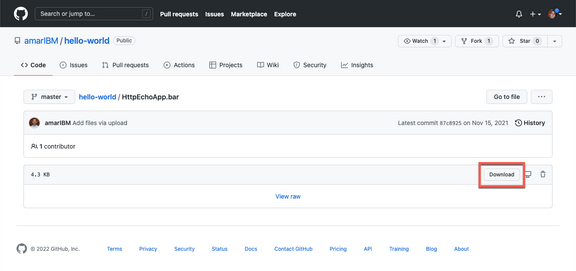 Search or jump to... /
Pull requests Issues Marketplace Explore
amarIBM / hello-world Public
Watch 1 Fork 1 Star 0
Code Issues Pull requests Actions Projects Wiki Security Insights
master hello-world / HttpEchoApp.bar Go to file ...
amarIBM Add files via upload Latest commit 87c8925 on Nov 15, 2021 History
1 contributor
4.3 KB Download
View raw
© 2022 GitHub, Inc. Terms Privacy Security Status Docs Contact GitHub Pricing API Training Blog About